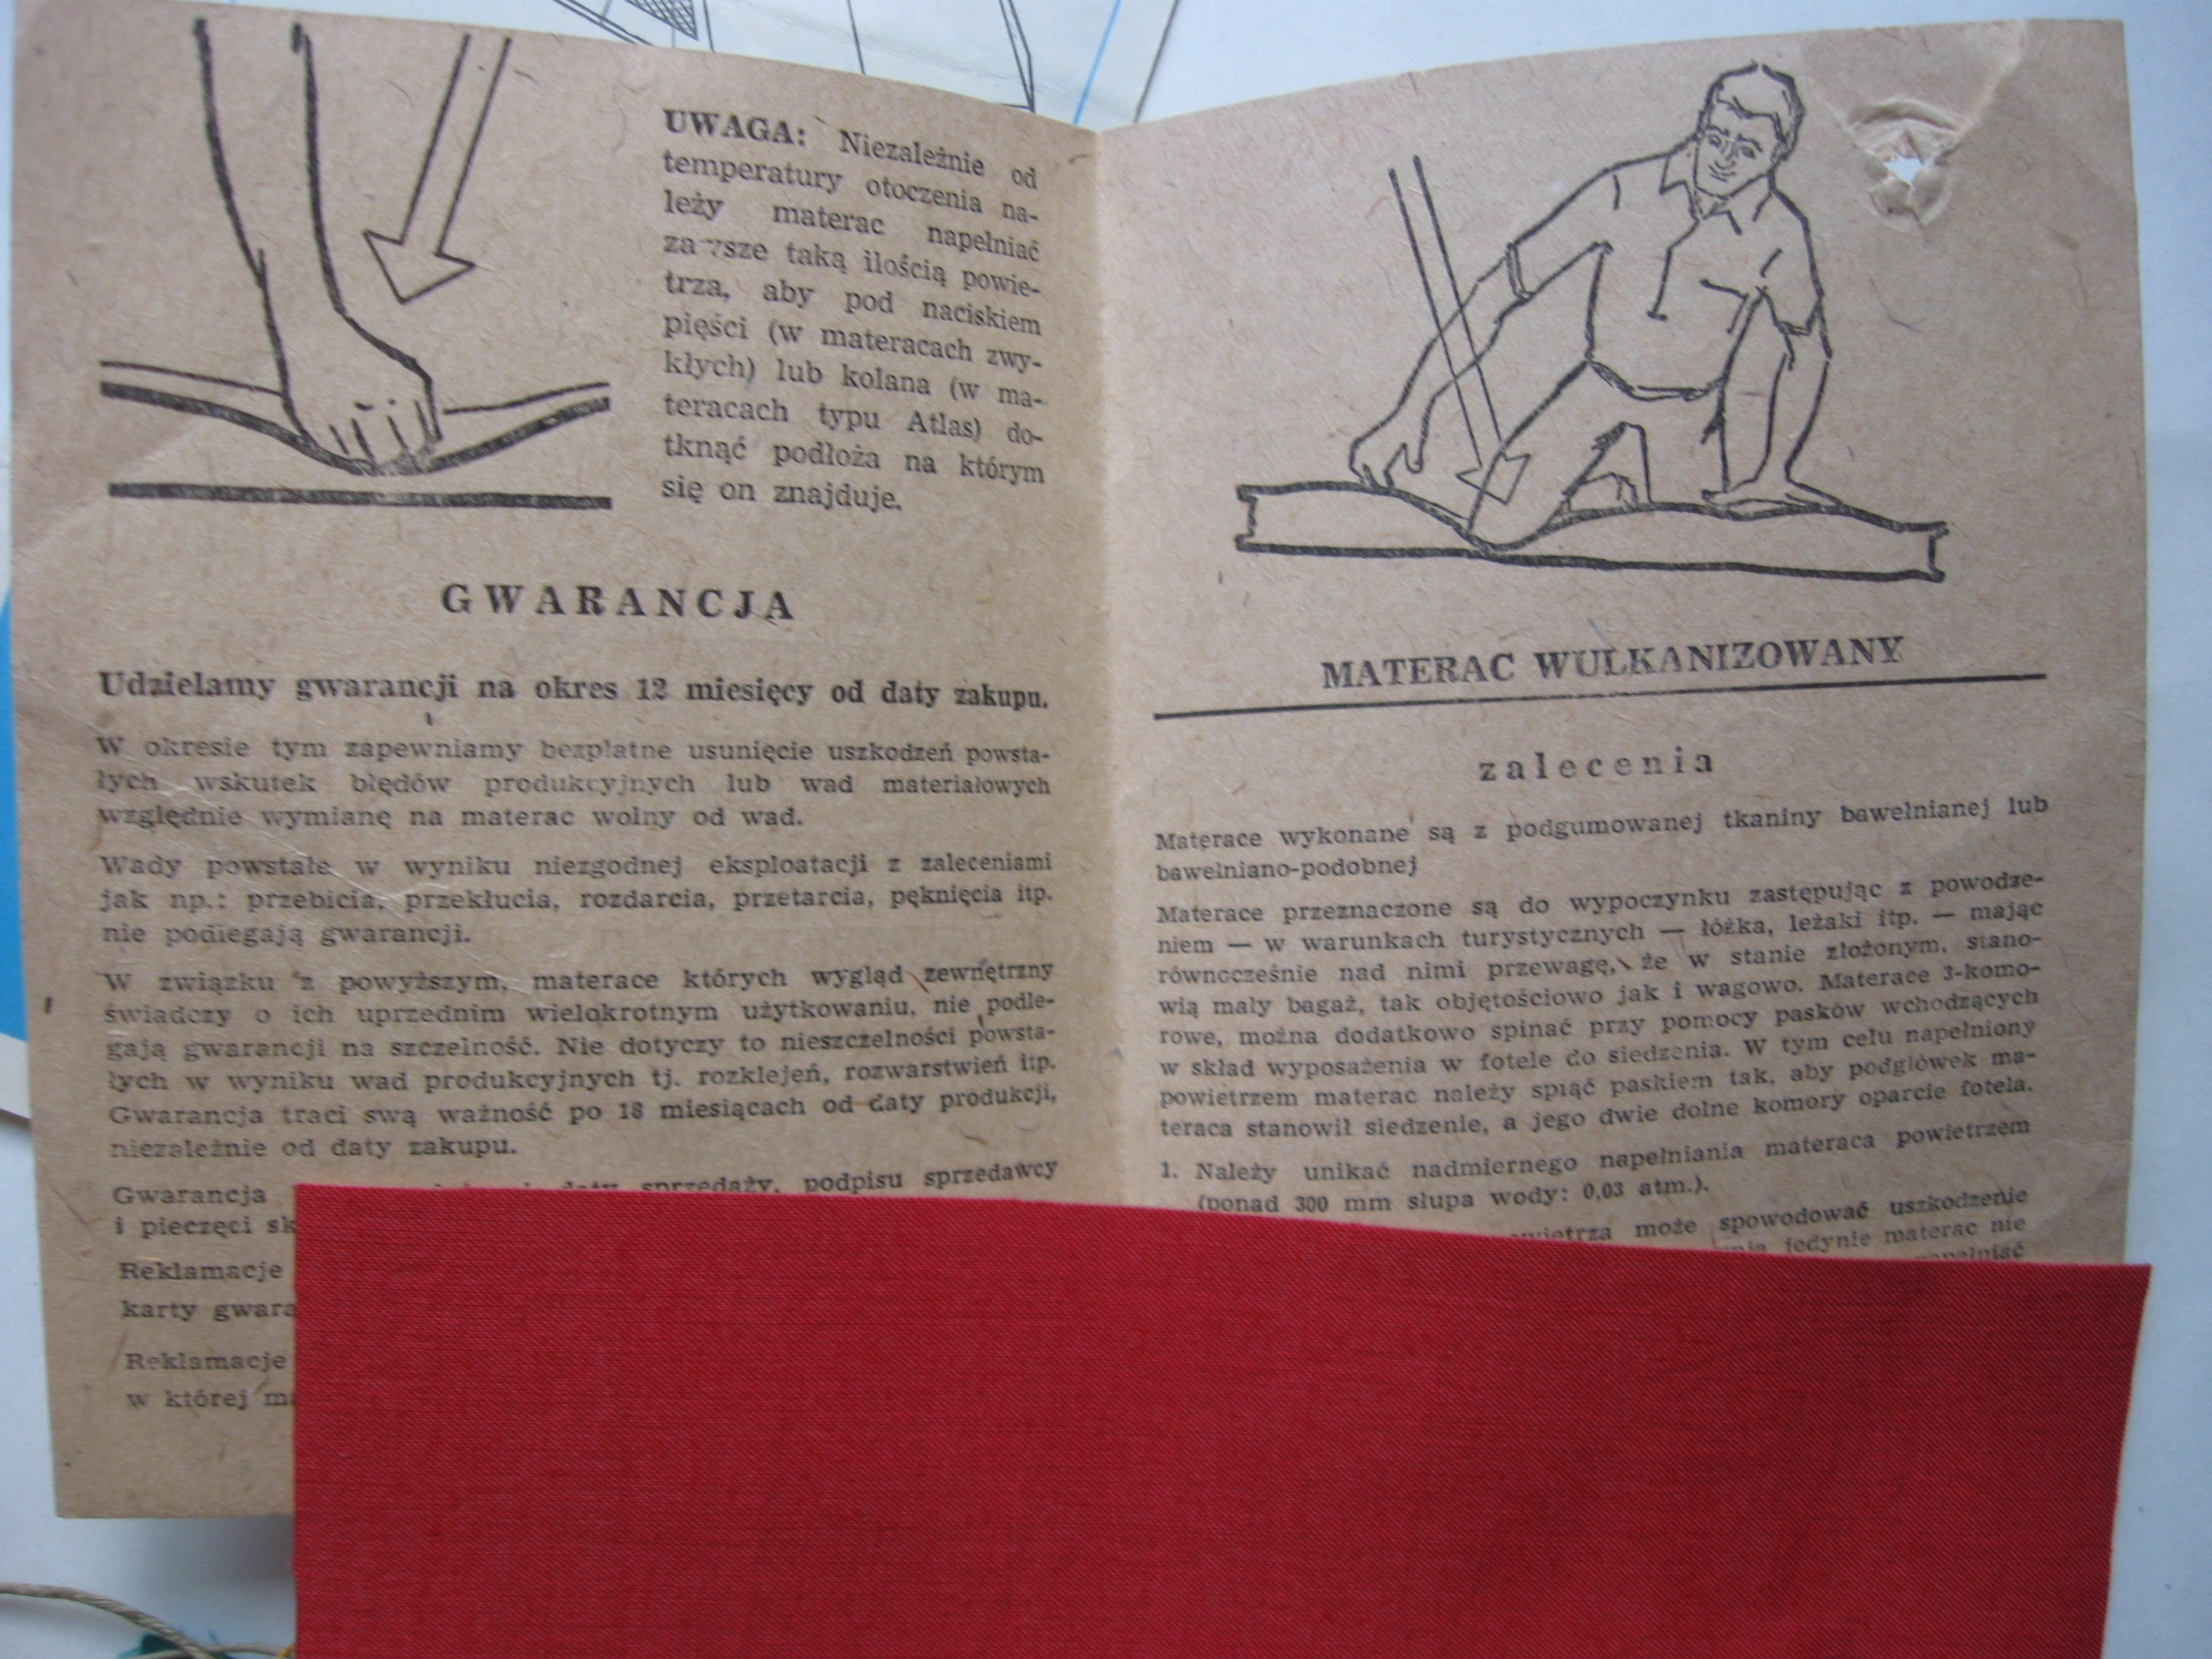 UWAGA: Niezależnie od
temperatury otoczenia na-
leży materac napełniać
zawsze taką ilością powie-
trza, aby pod naciskiem
pięści (w materacach zwy-
kłych) lub kolana (w ma-
teracach typu Atlas) do-
tknąć podłoża na którym
się on znajduje.
GWARANCJA
Udzielamy gwarancji na okres 12 miesięcy od daty zakupu.
W okresie tym zapewniamy bezpłatne usunięcie uszkodzeń powsta-
łych wskutek błędów produkcyjnych lub wad materiałowych
względnie wymianę na materac wolny od wad.
Wady powstałe w wyniku niezgodnej eksploatacji z zaleceniami
jak np.: przebicia, przekłucia, rozdarcia, przetarcia, pęknięcia itp.
nie podlegają gwarancji.
W związku z powyższym, materace których wygląd zewnętrzny
świadczy o ich uprzednim wielokrotnym użytkowaniu, nie podle-
gają gwarancji na szczelność. Nie dotyczy to nieszczelności powsta-
łych w wyniku wad produkcyjnych tj. rozklejeń, rozwarstwień itp.
Gwarancja traci swą ważność po 18 miesiącach od daty produkcji,
niezależnie od daty zakupu.
Gwarancja daty sprzedaży, podpisu sprzedawcy
i pieczęci
Reklamacje
karty
Reklamacje
w której
MATERAC WULKANIZOWANY
zalecenia
Materace wykonane są z podgumowanej tkaniny bawełnianej lub
bawełniano-podobnej
Materace przeznaczone są do wypoczynku zastępując z powodze-
niem — w warunkach turystycznych — łóżka, leżaki itp. — mając
równocześnie nad nimi przewagę, że w stanie złożonym, stano-
wią mały bagaż, tak objętościowo jak i wagowo. Materace 3-komo-
rowe, można dodatkowo spinać przy pomocy pasków wchodzących
w skład wyposażenia w fotele do siedzenia. W tym celu napełniony
powietrzem materac należy spiąć paskiem tak, aby podgłówek ma-
teraca stanowił siedzenie, a jego dwie dolne komory oparcie fotela.
1. Należy unikać nadmiernego napełniania materaca powietrzem
(ponad 300 mm słupa wody: 0,03 atm.).
może spowodować uszkodzenie
jedynie materac nie
napełniać